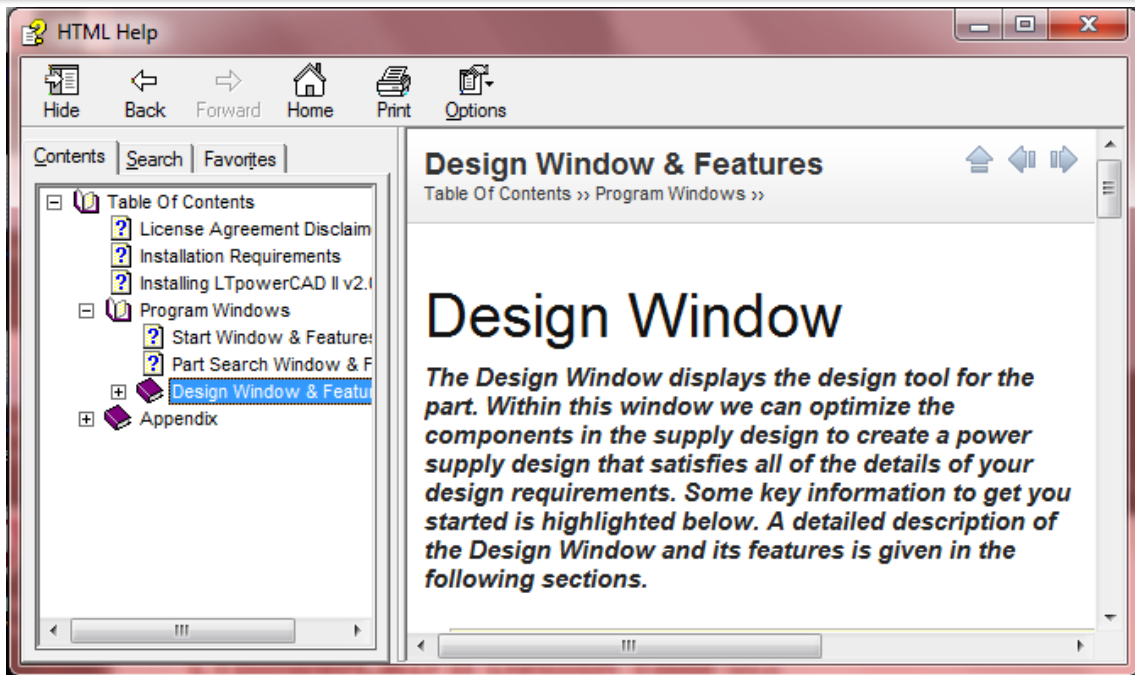 HTML Help
Hide Back Forward Home Print Options
Contents Search Favorites
Table Of Contents
License Agreement Disclaim
Installation Requirements
Installing LTpowerCAD II v2.0
Program Windows
Start Window & Features
Part Search Window & F
Design Window & Featu
Appendix
Design Window & Features
Table Of Contents ›› Program Windows ››
Design Window
The Design Window displays the design tool for the
part. Within this window we can optimize the
components in the supply design to create a power
supply design that satisfies all of the details of your
design requirements. Some key information to get you
started is highlighted below. A detailed description of
the Design Window and its features is given in the
following sections.